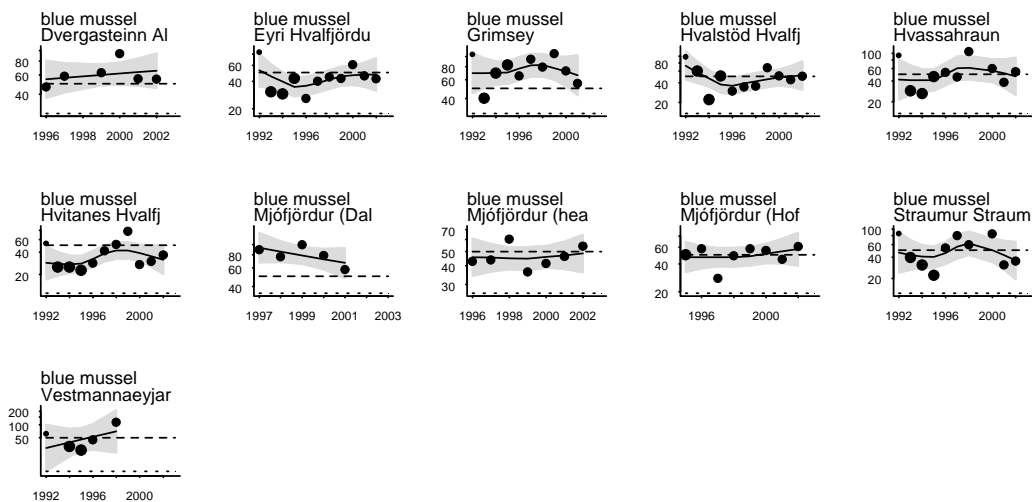 blue mussel
Dvergasteinn Al
80
60
40
1996 2000 2002
blue mussel
Eyri Hvalfjördu
60
40
20
1992 1996 2000
blue mussel
Grimsey
80
60
40
1992 1996 2000
blue mussel
Hvalstöd Hvalfj
80
40
20
1992 1996 2000
blue mussel
Hvassahraun
100
60
40
20
1992 1996 2000
blue mussel
Hvitanes Hvalfj
60
40
20
1992 1996 2000
blue mussel
Mjófjördur (Dal
80
60
40
1997 1999 2001 2003
blue mussel
Mjófjördur (hea
70
50
40
30
1996 1998 2000 2002
blue mussel
Mjófjördur (Hof
60
40
20
1996 2000
blue mussel
Straumur Straum
100
60
40
20
1992 1996 2000
blue mussel
Vestmannaeyjar
200
100
50
1992 1996 2000